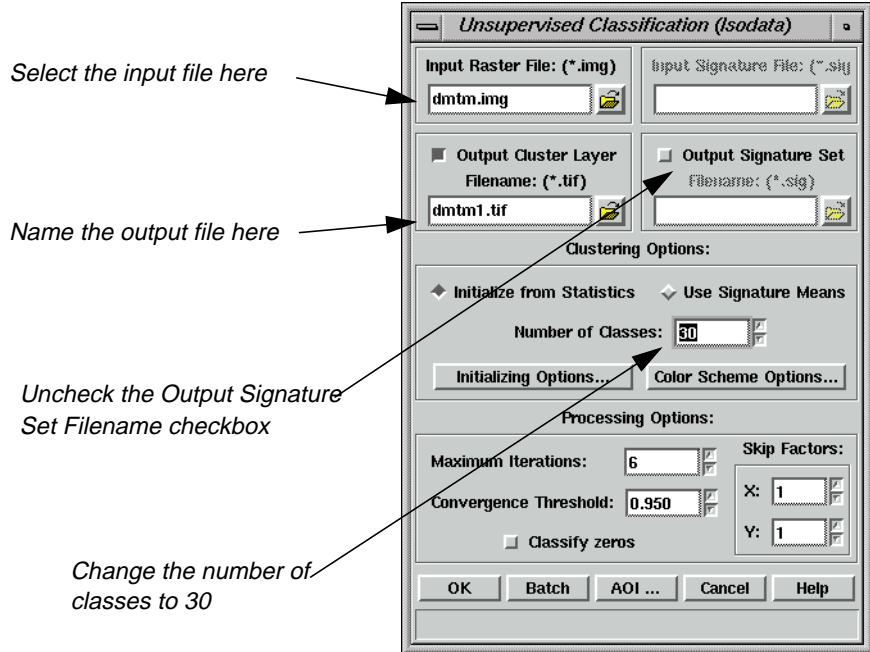 Unsupervised Classification (Isodata)
Select the input file here
Input Raster File: (*.img)
Input Signature File: (*.sig
dmtm.img
Output Cluster Layer
Filename: (*.tif)
Output Signature Set
Filename: (*.sig)
Name the output file here
dmtm1.tif
Clustering Options:
Initialize from Statistics
Use Signature Means
Number of Classes: 30
Initializing Options...
Color Scheme Options...
Uncheck the Output Signature
Set Filename checkbox
Processing Options:
Maximum Iterations: 6
Skip Factors:
Convergence Threshold: 0.950
X: 1
Y: 1
Classify zeros
Change the number of
classes to 30
OK
Batch
AOI ...
Cancel
Help